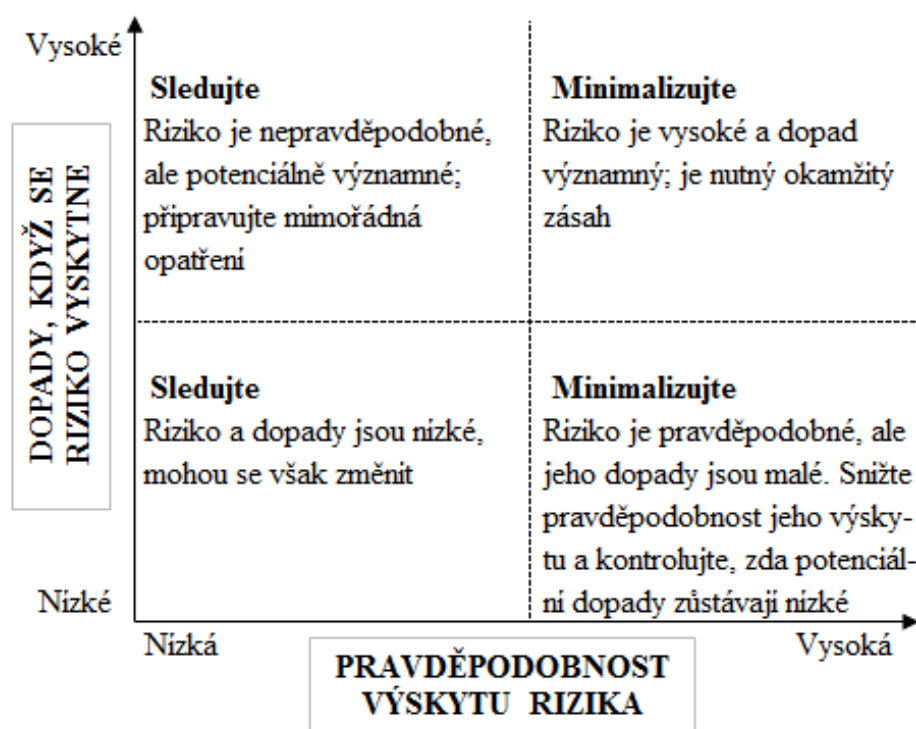 Vysoké
DOPADY, KDYŽ SE
RIZIKO VYSKYTNE
Sledujte
Riziko je nepravděpodobné,
ale potenciálně významné;
připravujte mimořádná
opatření
Minimalizujte
Riziko je vysoké a dopad
významný; je nutný okamžitý
zásah
Sledujte
Riziko a dopady jsou nízké,
mohou se však změnit
Minimalizujte
Riziko je pravděpodobné, ale
jeho dopady jsou malé. Snižte
pravděpodobnost jeho výsky-
tu a kontrolujte, zda potenciál-
ní dopady zůstávají nízké
Nízké
Nízká
Vysoká
PRAVDĚPODOBNOST
VÝSKYTU RIZIKA